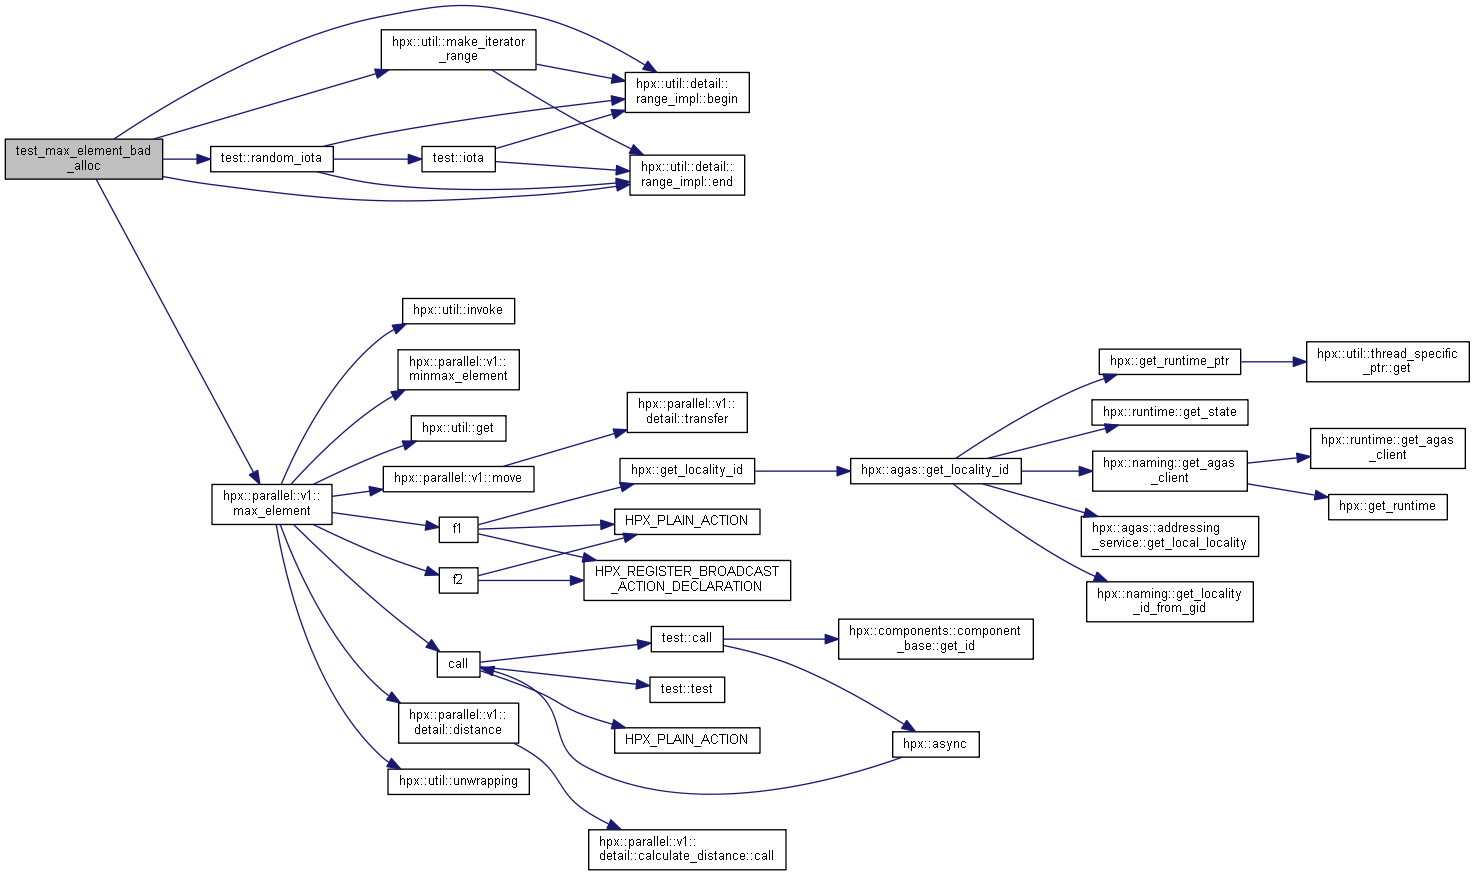 hpx::util::make_iterator
_range
hpx::util::detail::
range_impl::begin
test_max_element_bad
_alloc
test::random_iota
test::iota
hpx::util::detail::
range_impl::end
hpx::util::invoke
hpx::parallel::v1::
minmax_element
hpx::util::get
hpx::parallel::v1::move
hpx::parallel::v1::
detail::transfer
hpx::parallel::v1::
max_element
f1
f2
hpx::get_locality_id
HPX_PLAIN_ACTION
HPX_REGISTER_BROADCAST
_ACTION_DECLARATION
hpx::agas::get_locality_id
hpx::get_runtime_ptr
hpx::util::thread_specific
_ptr::get
hpx::runtime::get_state
hpx::naming::get_agas
_client
hpx::runtime::get_agas
_client
hpx::get_runtime
hpx::agas::addressing
_service::get_local_locality
hpx::naming::get_locality
_id_from_gid
call
test::call
hpx::components::component
_base::get_id
test::test
HPX_PLAIN_ACTION
hpx::async
hpx::parallel::v1::
detail::distance
hpx::util::unwrapping
hpx::parallel::v1::
detail::calculate_distance::call